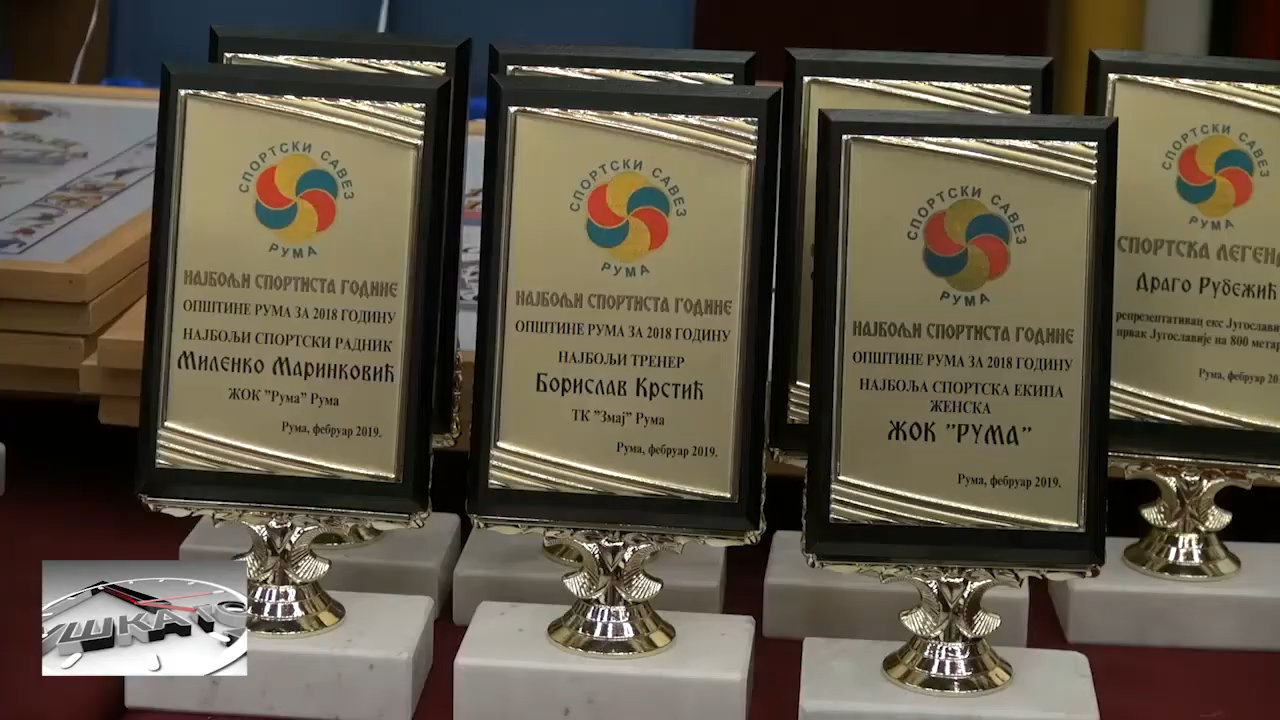 СПОРТСКИ САВЕЗ
РУМА
НАЈБОЉИ СПОРТИСТА ГОДИНЕ
ОПШТИНЕ РУМА ЗА 2018 ГОДИНУ
НАЈБОЉИ СПОРТСКИ РАДНИК
Миленко Маринковић
ЖОК "Рума" Рума
Рума, фебруар 2019.
СПОРТСКИ САВЕЗ
РУМА
НАЈБОЉИ СПОРТИСТА ГОДИНЕ
ОПШТИНЕ РУМА ЗА 2018 ГОДИНУ
НАЈБОЉИ ТРЕНЕР
Борислав Крстић
ТК "Змај" Рума
Рума, фебруар 2019.
СПОРТСКИ САВЕЗ
РУМА
НАЈБОЉИ СПОРТИСТА ГОДИНЕ
ОПШТИНЕ РУМА ЗА 2018 ГОДИНУ
НАЈБОЉА СПОРТСКА ЕКИПА
ЖЕНСКА
ЖОК "РУМА"
Рума, фебруар 2019.
СПОРТСКИ САВЕЗ
РУМА
СПОРТСКА
Драго Рубежић
репрезентативац екс
првак Југославије на 800
Рума, фебруар